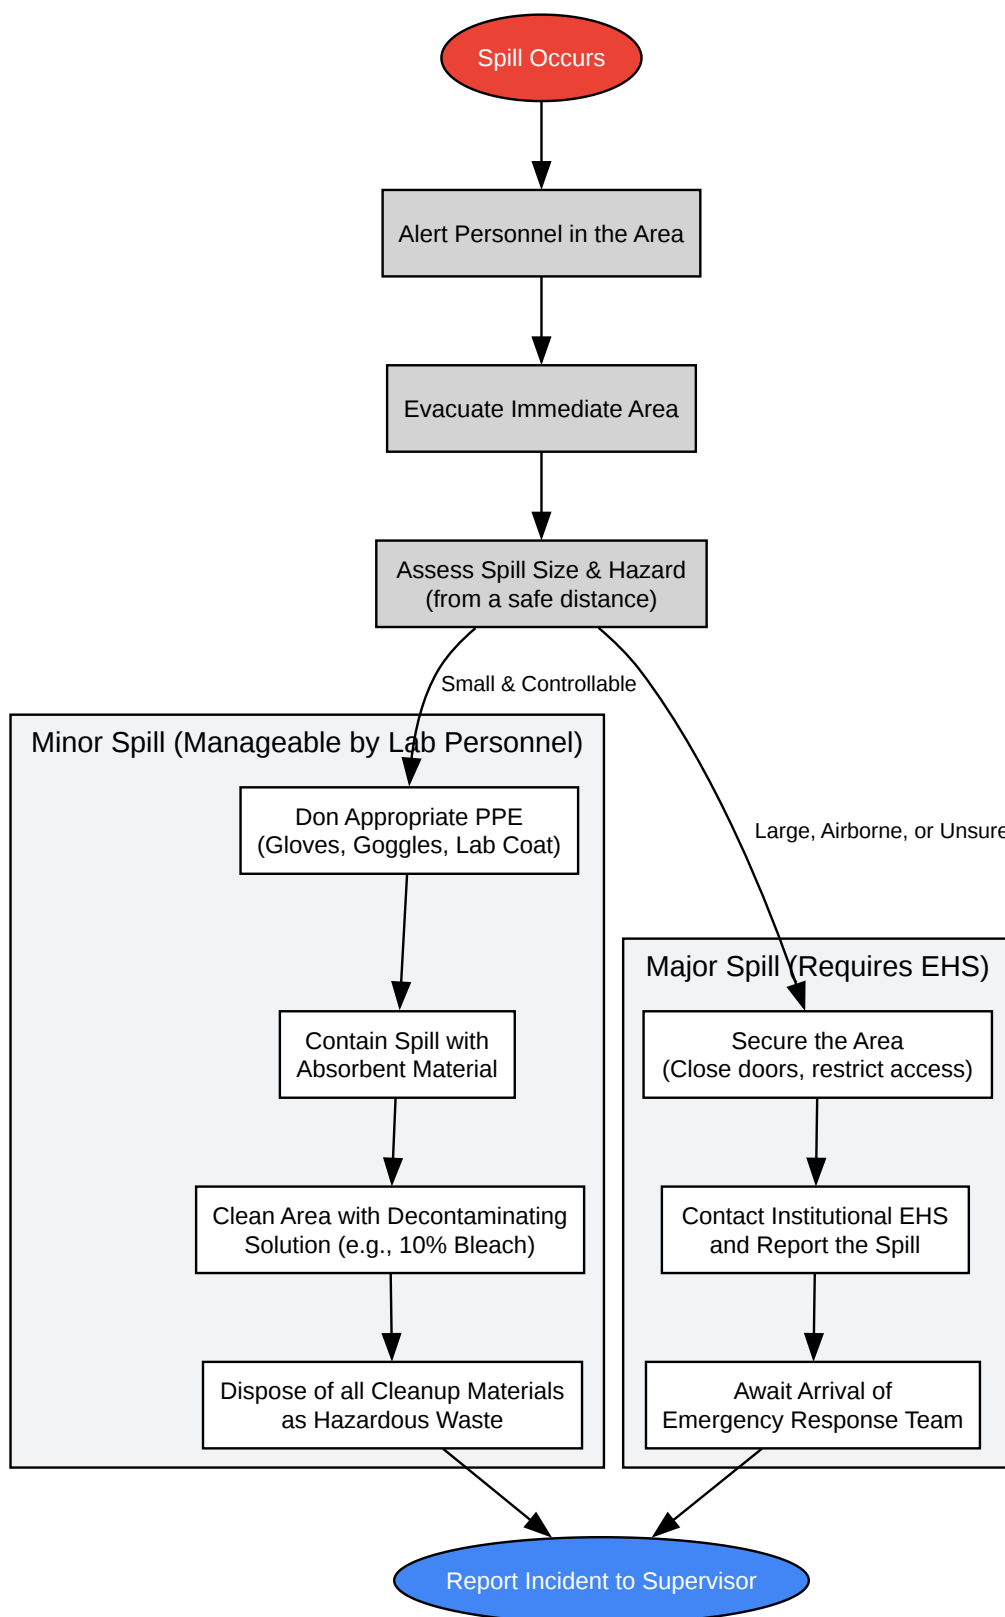 Spill Occurs
Alert Personnel in the Area
Evacuate Immediate Area
Assess Spill Size & Hazard
(from a safe distance)
Small & Controllable
Large, Airborne, or Unsure
Minor Spill (Manageable by Lab Personnel)
Don Appropriate PPE
(Gloves, Goggles, Lab Coat)
Contain Spill with
Absorbent Material
Clean Area with Decontaminating
Solution (e.g., 10% Bleach)
Dispose of all Cleanup Materials
as Hazardous Waste
Major Spill (Requires EHS)
Secure the Area
(Close doors, restrict access)
Contact Institutional EHS
and Report the Spill
Await Arrival of
Emergency Response Team
Report Incident to Supervisor